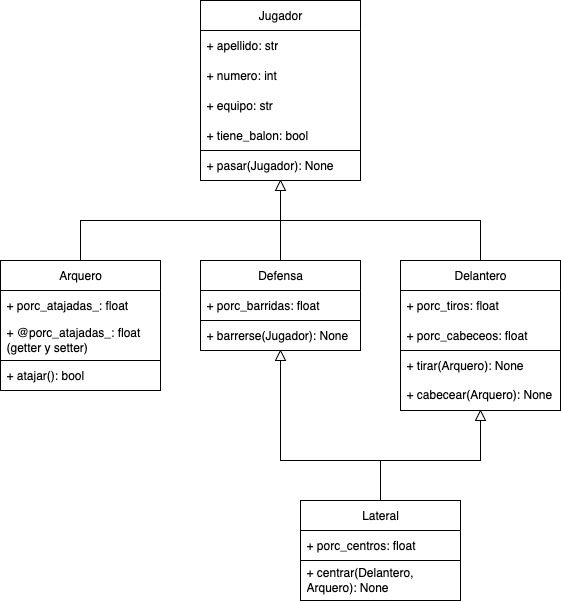 Jugador
+ apellido: str
+ numero: int
+ equipo: str
+ tiene_balon: bool
+ pasar(Jugador): None
Arquero
+ porc_atajadas_: float
+ @porc_atajadas_: float
(getter y setter)
+ atajar(): bool
Defensa
+ porc_barridas: float
+ barrerse(Jugador): None
Delantero
+ porc_tiros: float
+ porc_cabeceos: float
+ tirar(Arquero): None
+ cabecear(Arquero): None
Lateral
+ porc_centros: float
+ centrar(Delantero,
Arquero): None